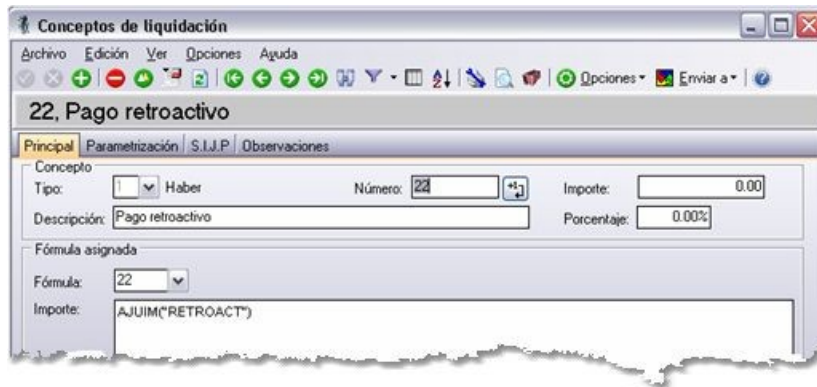 Conceptos de liquidación
Archivo Edición Ver Opciones Ayuda
Opciones Enviar a
22, Pago retroactivo
Principal Parametrización S.I.J.P Observaciones
Concepto
Tipo: 1 Haber Número: 22 Importe: 0.00
Descripción: Pago retroactivo Porcentaje: 0.00%
Fórmula asignada
Fórmula: 22
Importe: AJUIM("RETROACT")